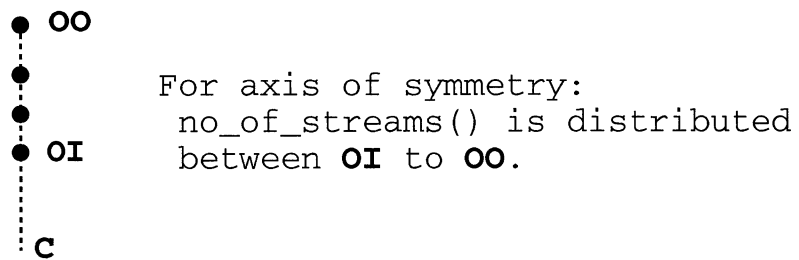 OO
For axis of symmetry:
no_of_streams() is distributed
between OI to OO.
OI
C